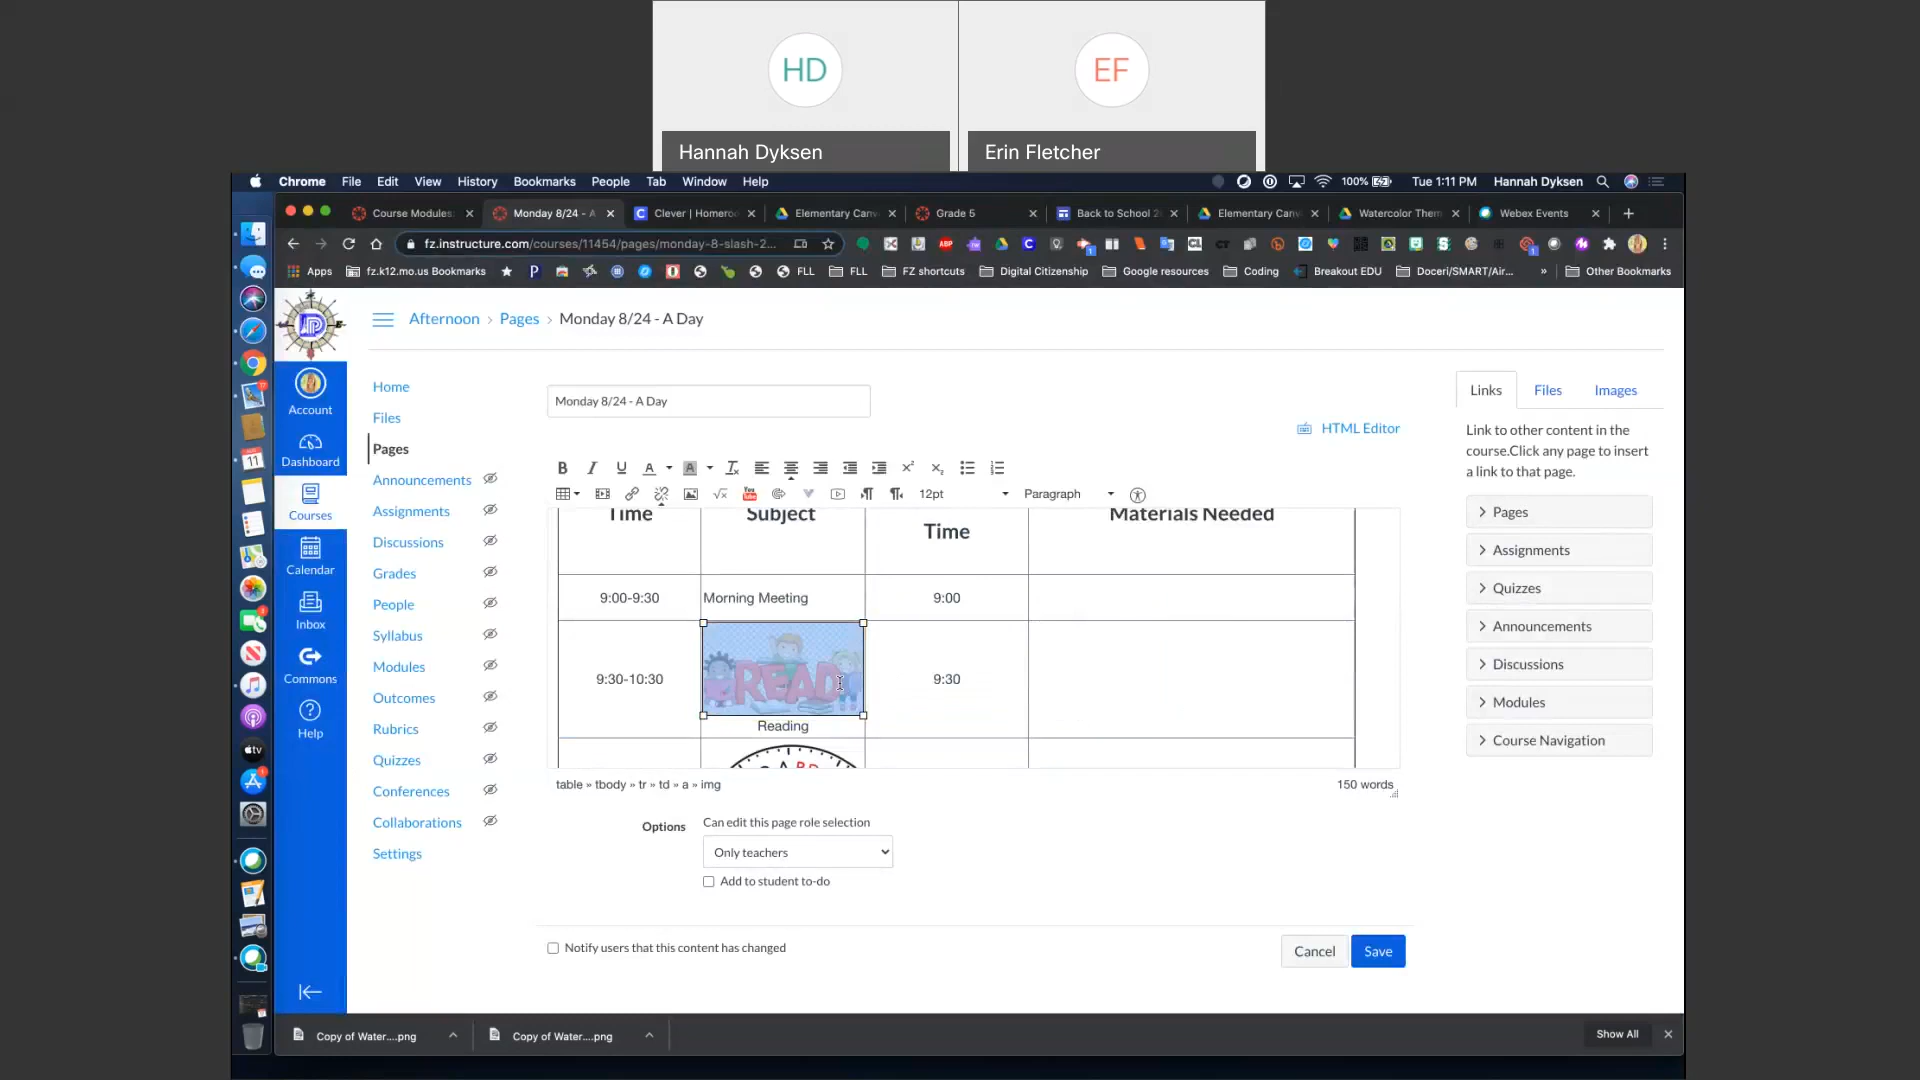 HD
EF
Hannah Dyksen
Erin Fletcher
Chrome File Edit View History Bookmarks People Tab Window Help
100% Tue 1:11 PM Hannah Dyksen
Course Modules:
Monday 8/24 - A
Clever | Homeroo
Elementary Canv
Grade 5
Back to School 2
Elementary Canv
Watercolor Them
Webex Events
fz.instructure.com/courses/11454/pages/monday-8-slash-2...
ABP
Apps
fz.k12.mo.us Bookmarks
FLL
FLL
FZ shortcuts
Digital Citizenship
Google resources
Coding
Breakout EDU
Doceri/SMART/Air...
»
Other Bookmarks
Afternoon › Pages › Monday 8/24 - A Day
Account
Dashboard
Courses
Calendar
Inbox
Commons
Help
Home
Files
Pages
Announcements
Assignments
Discussions
Grades
People
Syllabus
Modules
Outcomes
Rubrics
Quizzes
Conferences
Collaborations
Settings
Monday 8/24 - A Day
HTML Editor
12pt
Paragraph
Time Subject Time Materials Needed
9:00-9:30 Morning Meeting 9:00
READ
9:30-10:30 9:30
Reading
table » tbody » tr » td » a » img
150 words
Options
Can edit this page role selection
Only teachers
Add to student to-do
Notify users that this content has changed
Cancel
Save
Links Files Images
Link to other content in the
course.Click any page to insert
a link to that page.
Pages
Assignments
Quizzes
Announcements
Discussions
Modules
Course Navigation
Copy of Water....png
Copy of Water....png
Show All